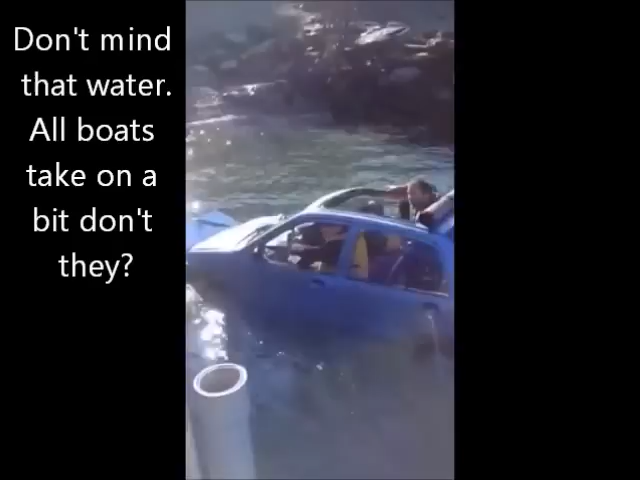 Don't mind
that water.
All boats
take on a
bit don't
they?